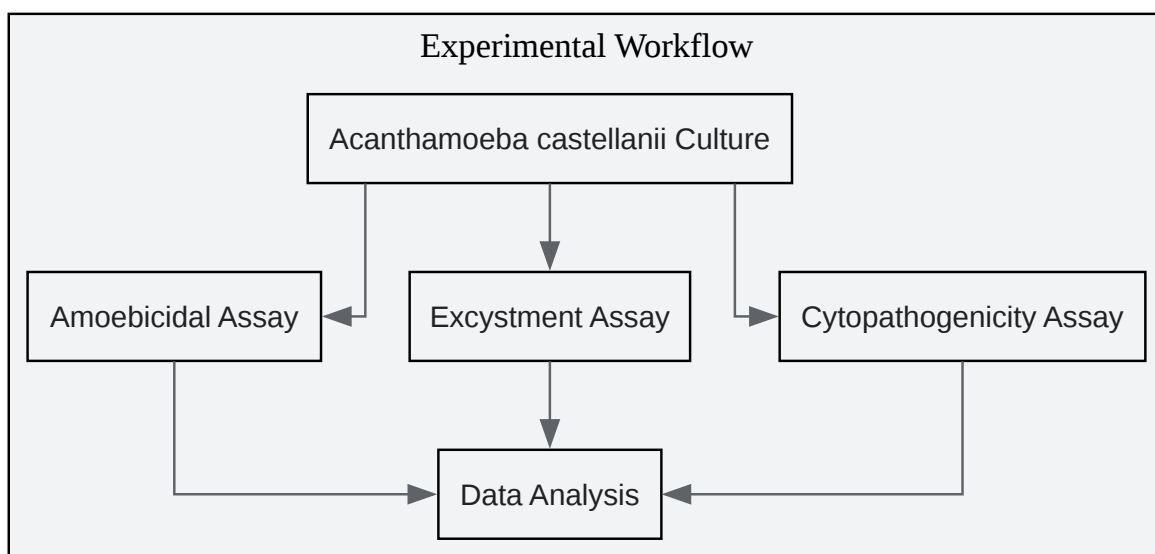 Experimental Workflow
Acanthamoeba castellanii Culture
Amoebicidal Assay
Excystment Assay
Cytopathogenicity Assay
Data Analysis